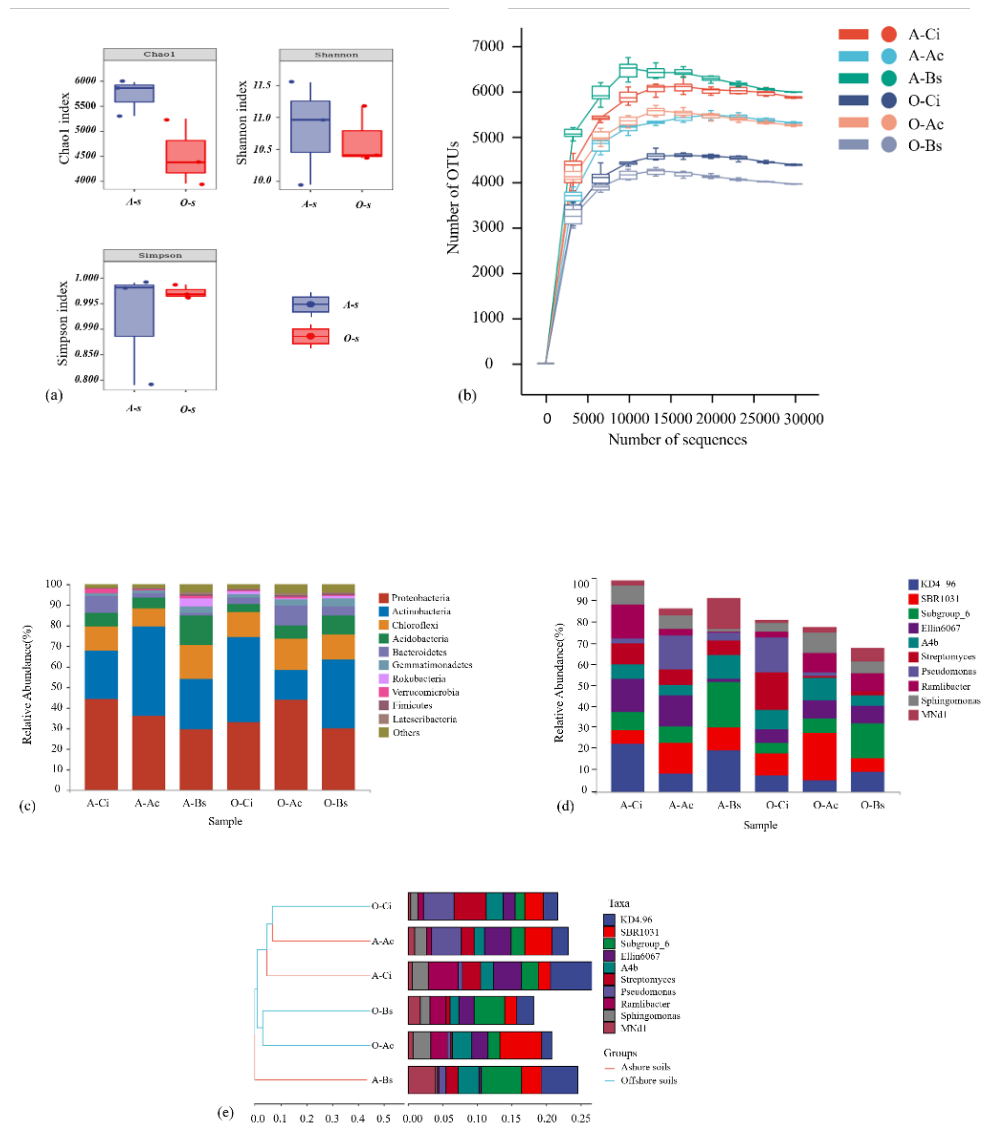 Chao1
Chao1 index
6000
5500
5000
4500
4000
A-s
O-s
Shannon
Shannon index
11.5
11.0
10.5
10.0
A-s
O-s
Simpson
Simpson index
1.000
0.995
0.990
0.850
0.800
A-s
O-s
A-s
O-s
(a)
Number of OTUs
7000
6000
5000
4000
3000
2000
4000
2000
0
0 5000 10000 15000 20000 25000 30000
Number of sequences
A-Ci
A-Ac
A-Bs
O-Ci
O-Ac
O-Bs
(b)
Relative Abundance(%)
100
90
80
70
60
50
40
30
20
10
0
A-Ci A-Ac A-Bs O-Ci O-Ac O-Bs
Sample
Proteobacteria
Actinobacteria
Chloroflexi
Acidobacteria
Bacteroidetes
Gemmatimonadetes
Rokubacteria
Verrucomicrobia
Fimicutes
Latescribacteria
Others
(c)
Relative Abundance(%)
100
90
80
70
60
50
40
30
20
10
0
A-Ci A-Ac A-Bs O-Ci O-Ac O-Bs
Sample
KD4_96
SBR1031
Subgroup_6
Ellin6067
A4b
Streptomyces
Pseudomonas
Ramlibacter
Sphingomonas
MNd1
(d)
O-Ci
A-Ac
A-Ci
O-Bs
O-Ac
A-Bs
0.0 0.1 0.2 0.3 0.4 0.5
0.00 0.05 0.10 0.15 0.20 0.25
Taxa
KD4.96
SBR1031
Subgroup_6
Ellin6067
A4b
Streptomyces
Pseudomonas
Ramlibacter
Sphingomonas
MNd1
Groups
Ashore soils
Offshore soils
(e)